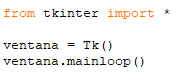 from tkinter import *
ventana = Tk()
ventana.mainloop()